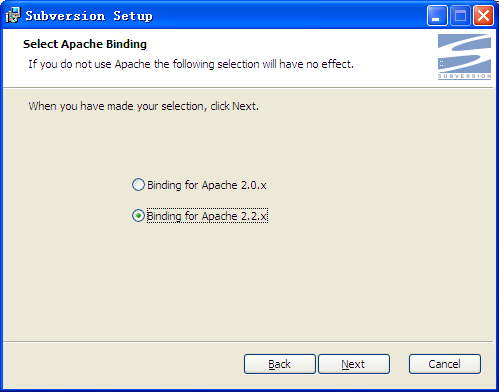 Subversion Setup
Select Apache Binding
If you do not use Apache the following selection will have no effect.
SUBVERSION
When you have made your selection, click Next.
Binding for Apache 2.0.x
Binding for Apache 2.2.x
Back
Next
Cancel